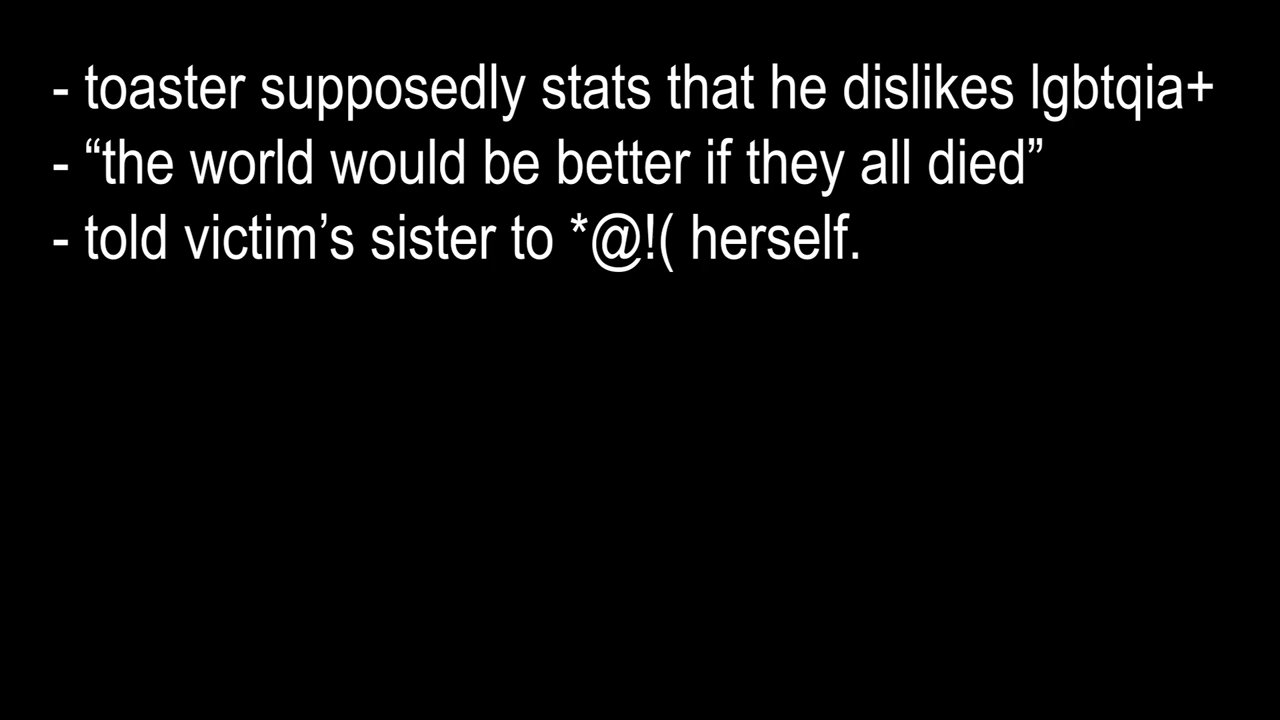 - toaster supposedly stats that he dislikes lgbtqia+
- “the world would be better if they all died”
- told victim’s sister to *@!( herself.